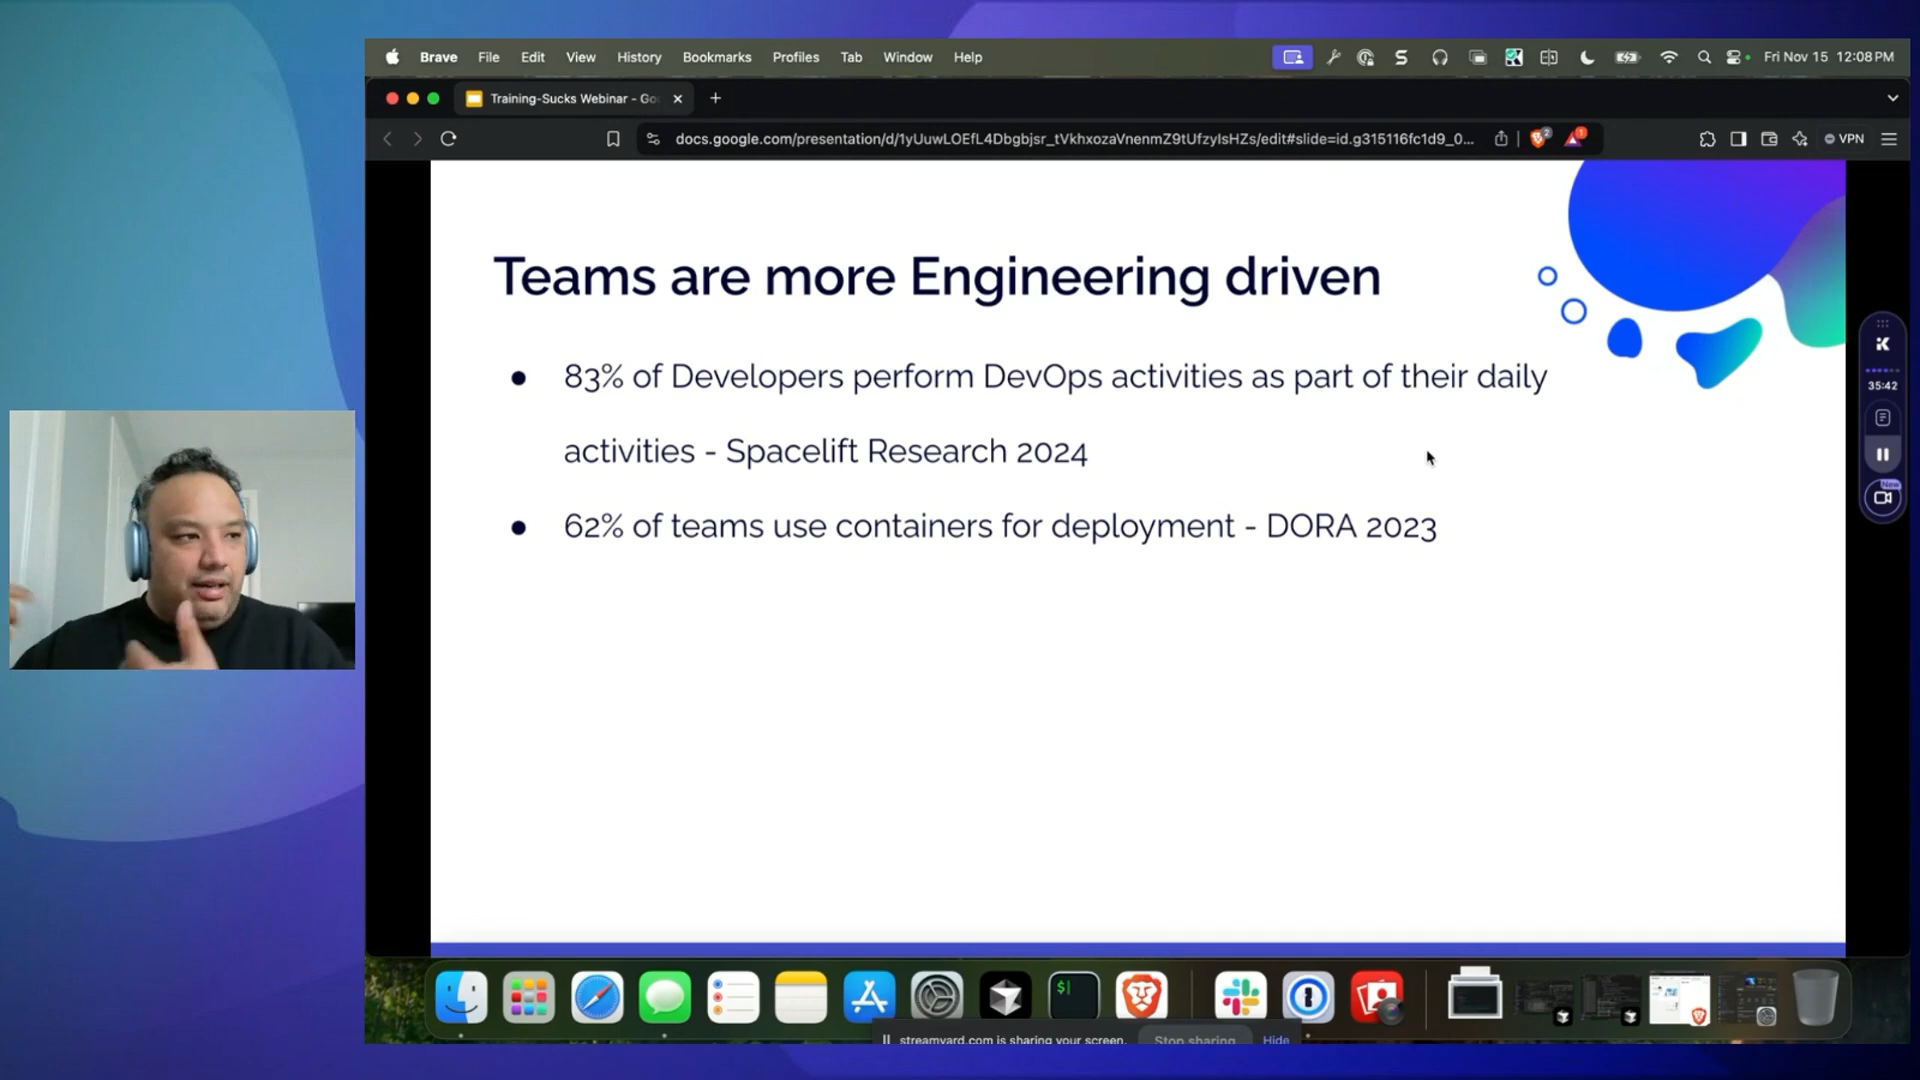 Brave File Edit View History Bookmarks Profiles Tab Window Help
Fri Nov 15 12:08 PM
Training-Sucks Webinar - Go
docs.google.com/presentation/d/1yUuwLOEfL4Dbgbjsr_tVkhxozaVnenmZ9tUfzyIsHZs/edit#slide=id.g315116fc1d9_0...
2
1
VPN
Teams are more Engineering driven
● 83% of Developers perform DevOps activities as part of their daily
activities - Spacelift Research 2024
● 62% of teams use containers for deployment - DORA 2023
35:42
New
$
streamyard.com is sharing your screen.
Stop sharing
Hide